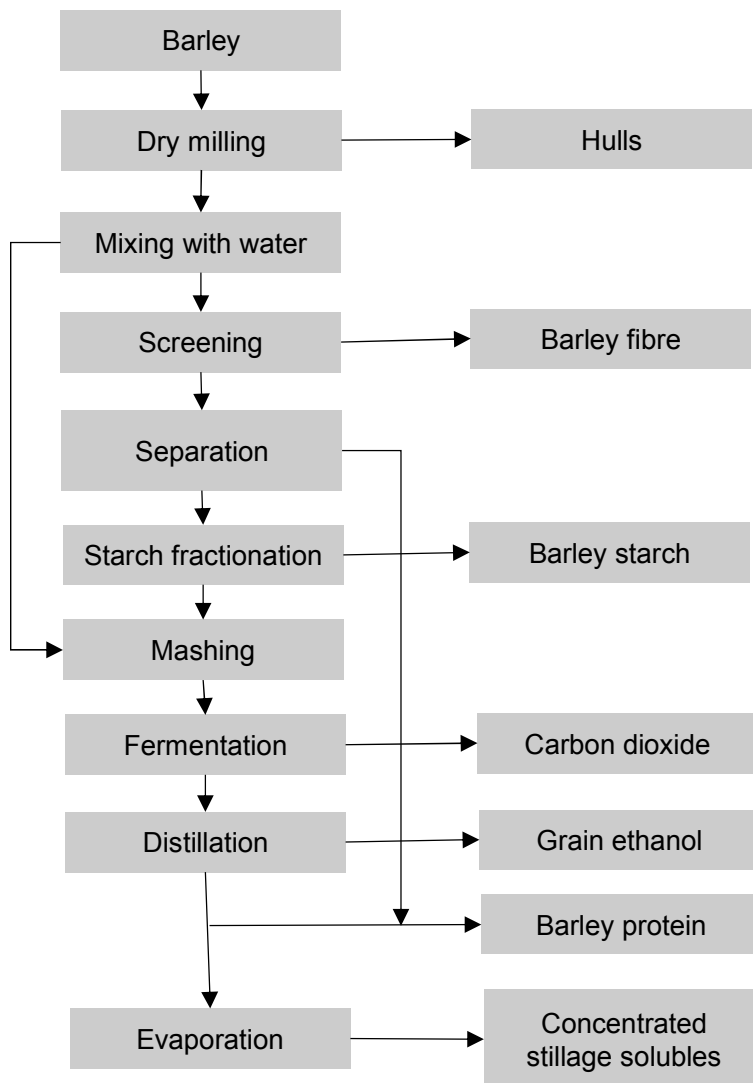 Barley
Dry milling
Hulls
Mixing with water
Screening
Barley fibre
Separation
Starch fractionation
Barley starch
Mashing
Fermentation
Carbon dioxide
Distillation
Grain ethanol
Barley protein
Evaporation
Concentrated
stillage solubles